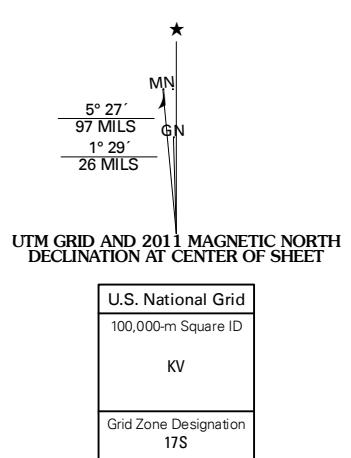 ★
MN
5° 27´
97 MILS
GN
1° 29´
26 MILS
UTM GRID AND 2011 MAGNETIC NORTH
DECLINATION AT CENTER OF SHEET
U.S. National Grid
100,000-m Square ID
KV
Grid Zone Designation
17S